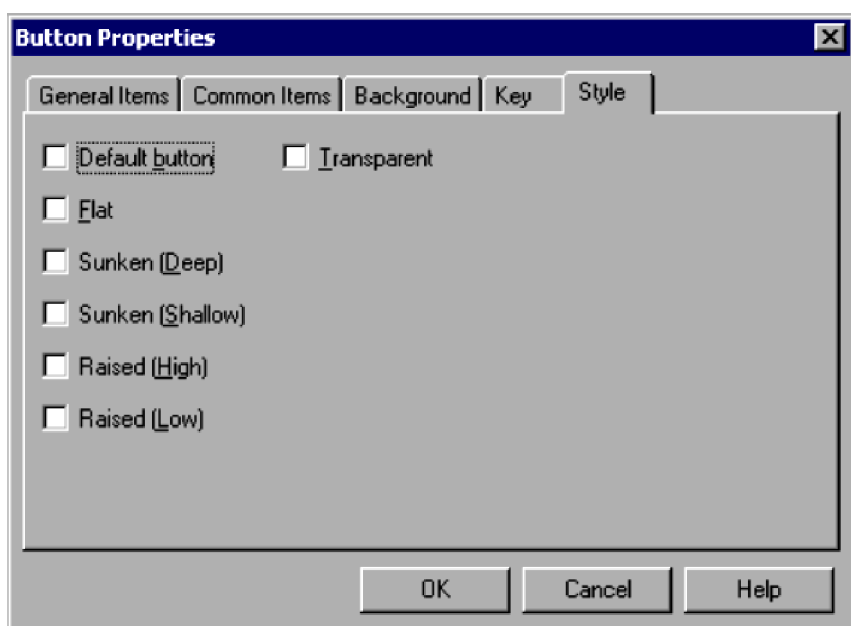 Button Properties
General Items Common Items Background Key Style
Default button Transparent
Flat
Sunken (Deep)
Sunken (Shallow)
Raised (High)
Raised (Low)
OK Cancel Help